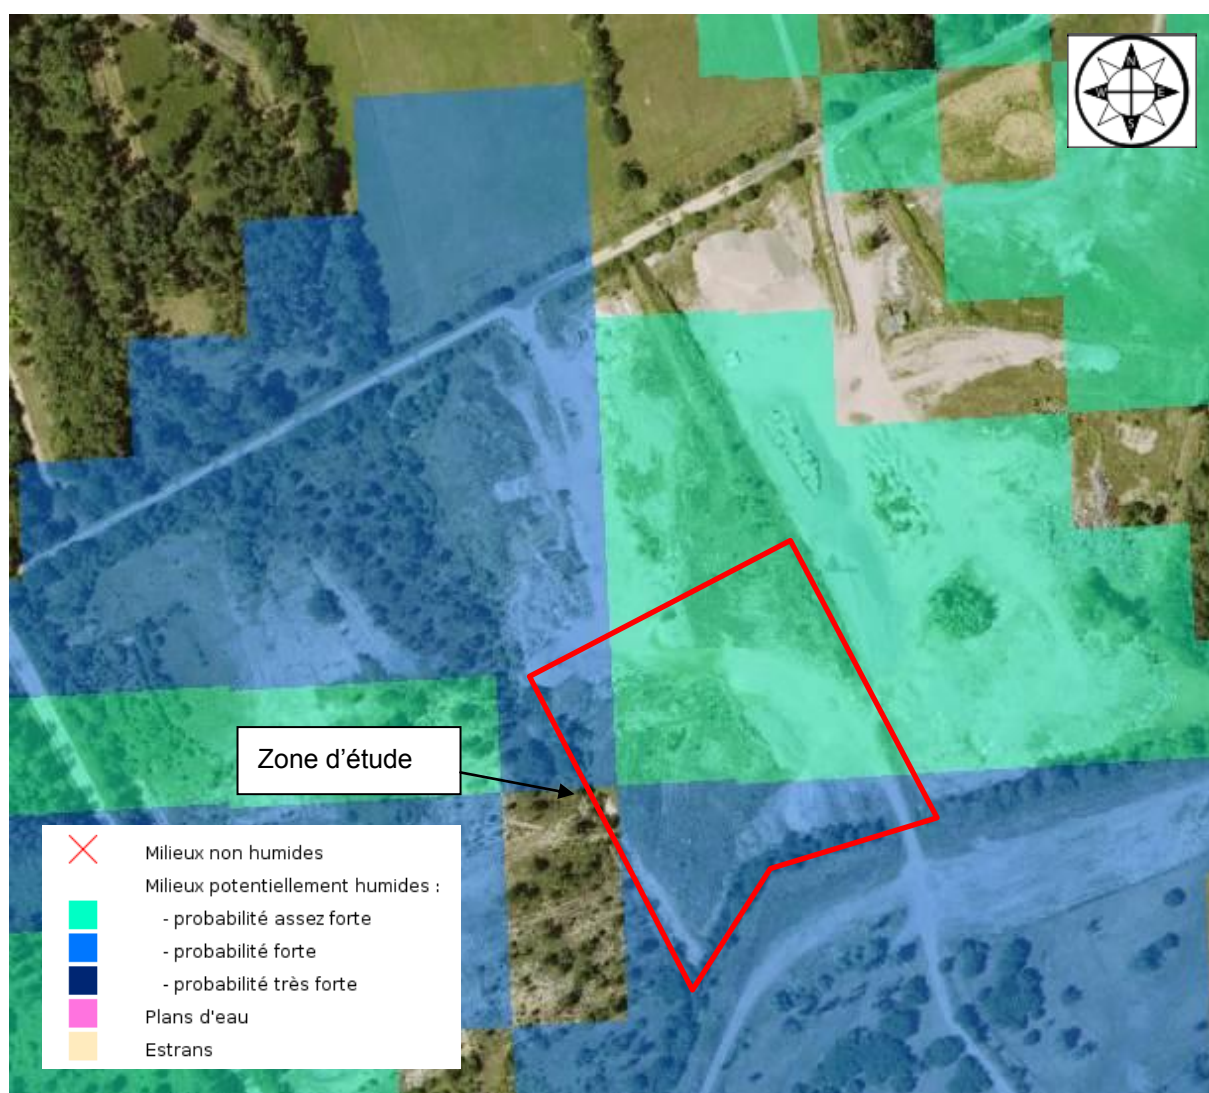 N
W
E
S
Zone d'étude
Milieux non humides
Milieux potentiellement humides :
- probabilité assez forte
- probabilité forte
- probabilité très forte
Plans d'eau
Estrans